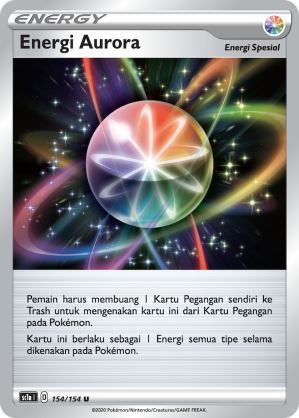 ENERGY
Energi Aurora
Energi Spesial
Pemain harus membuang 1 Kartu Pegangan sendiri ke
Trash untuk mengenakan kartu ini dari Kartu Pegangan
pada Pokémon.
Kartu ini berlaku sebagai 1 Energi semua tipe selama
dikenakan pada Pokémon.
sc1a I D 154/154 U
©2020 Pokémon/Nintendo/Creatures/GAME FREAK.